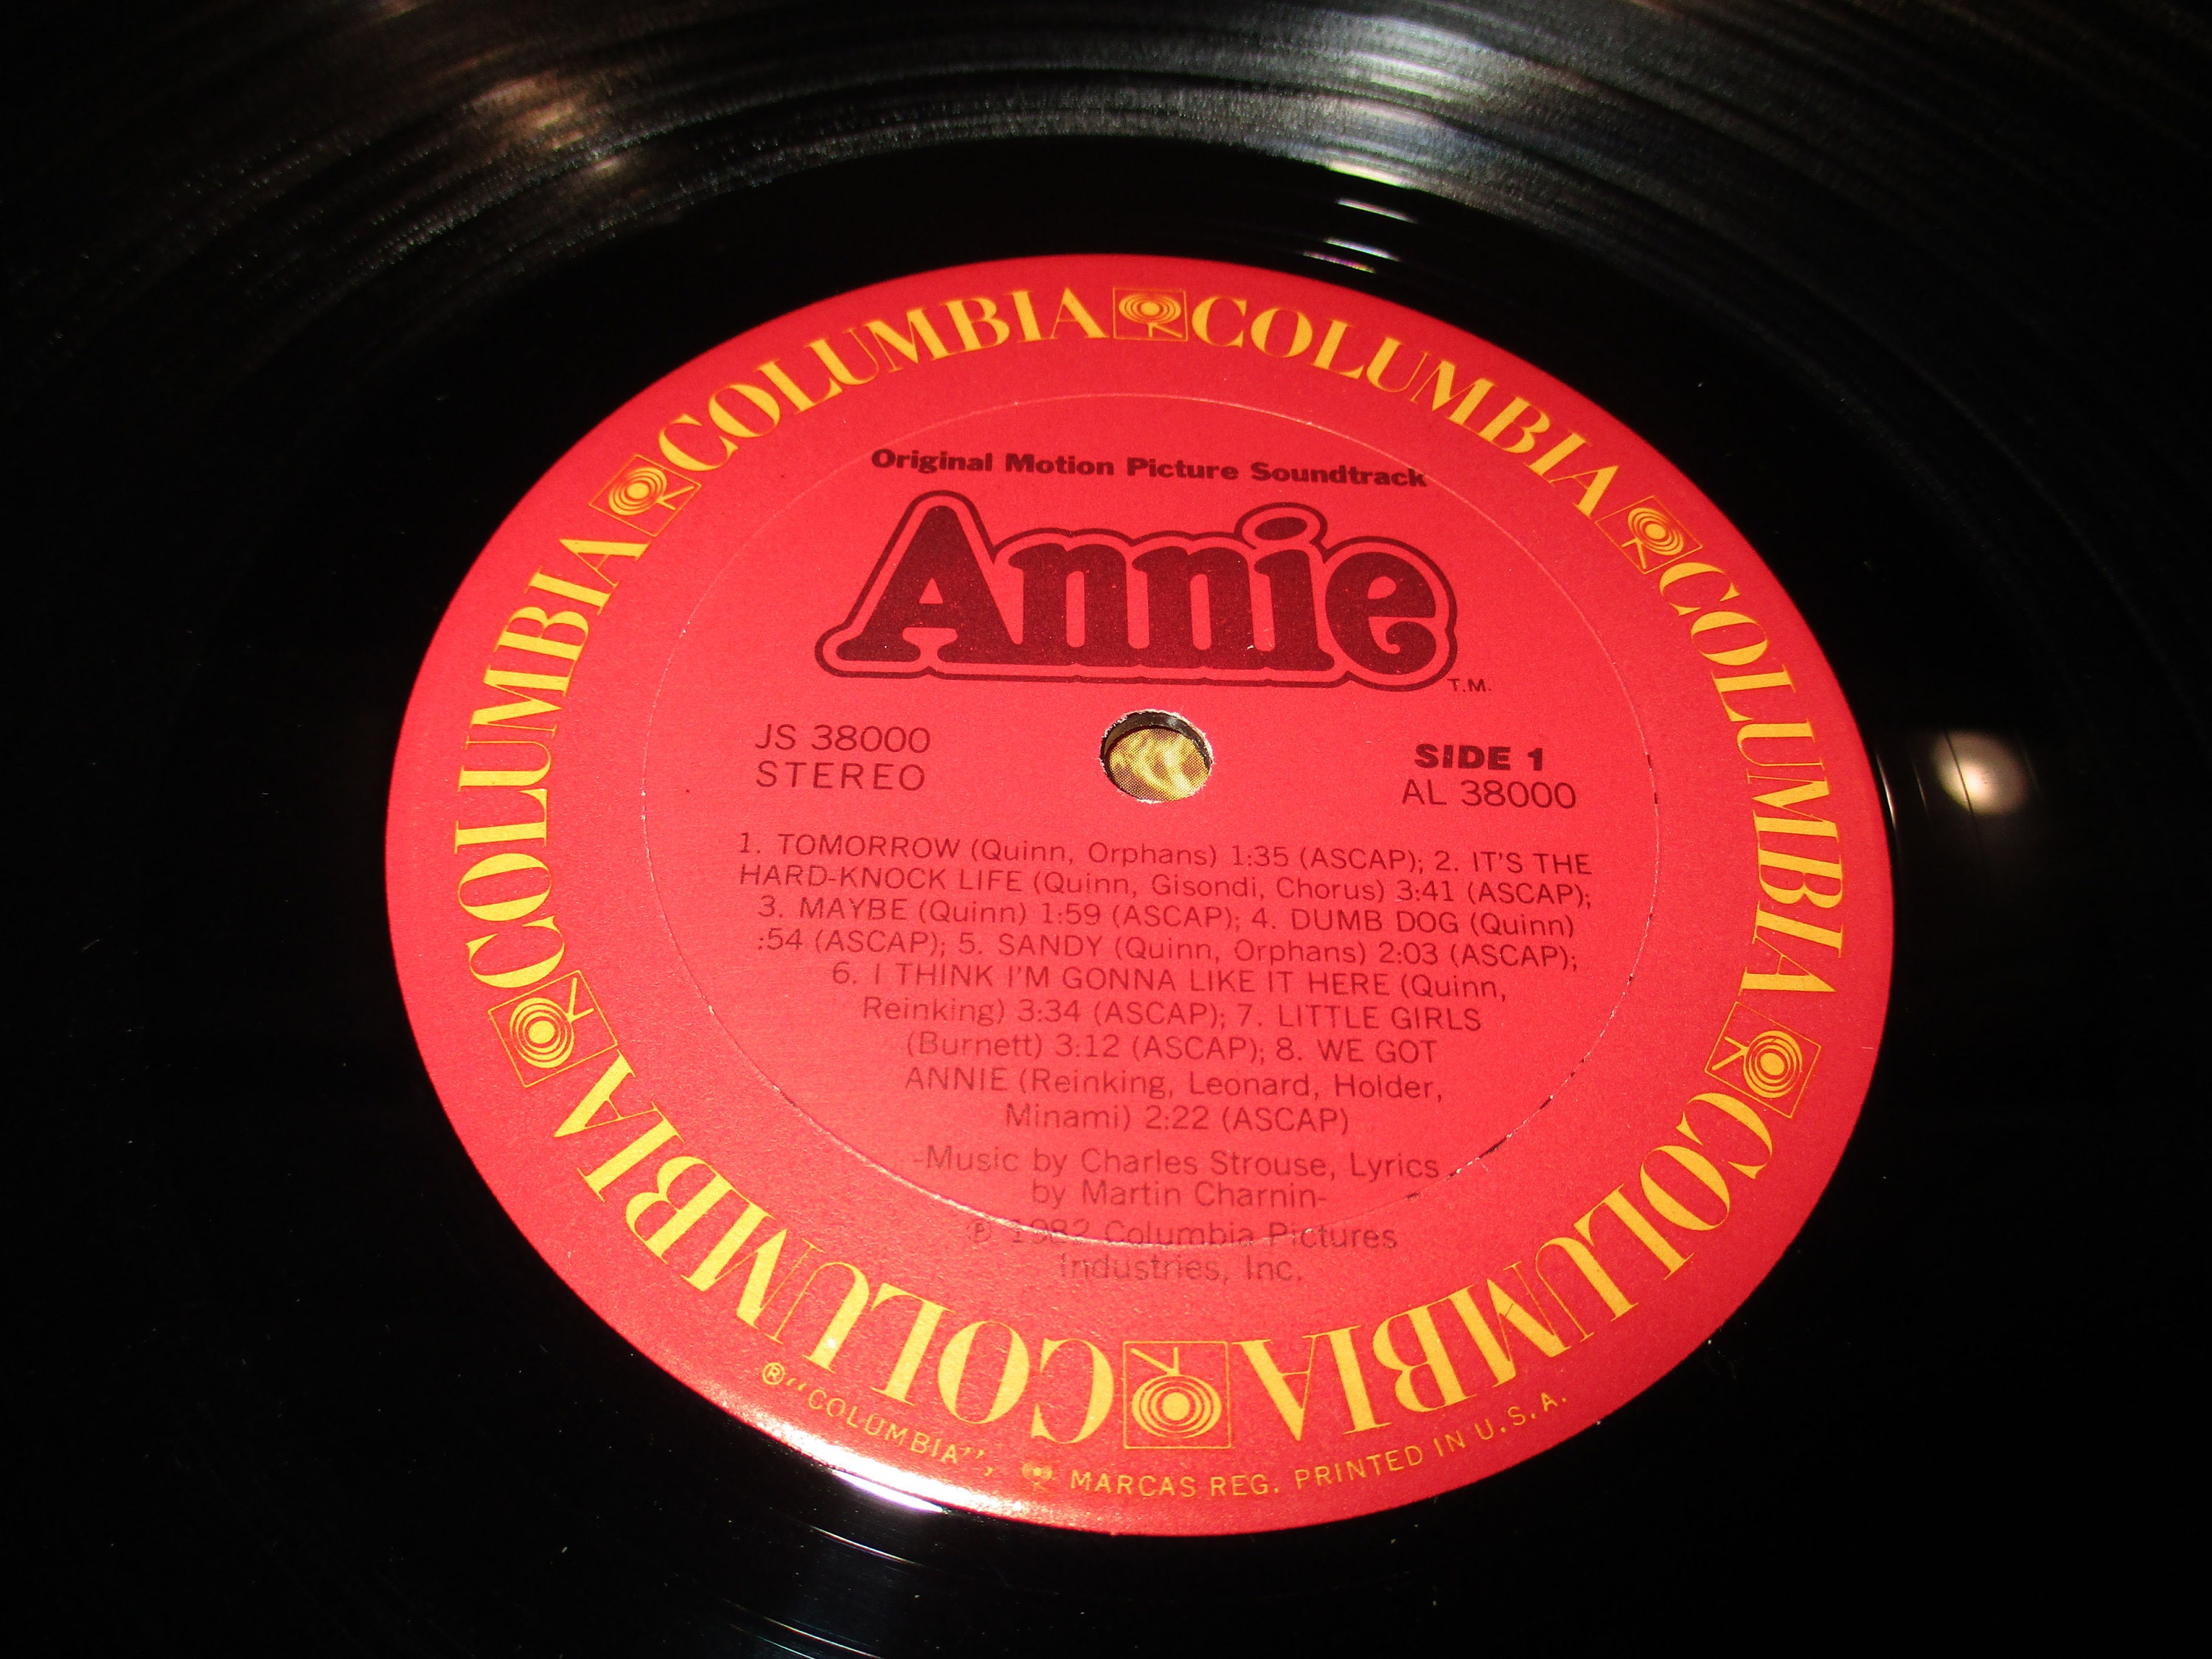 COLUMBIA COLUMBIA COLUMBIA COLUMBIA COLUMBIA COLUMBIA
Original Motion Picture Soundtrack
Annie
T.M.
JS 38000
STEREO
SIDE 1
AL 38000
1. TOMORROW (Quinn, Orphans) 1:35 (ASCAP); 2. IT'S THE
HARD-KNOCK LIFE (Quinn, Gisondi, Chorus) 3:41 (ASCAP);
3. MAYBE (Quinn) 1:59 (ASCAP); 4. DUMB DOG (Quinn)
:54 (ASCAP); 5. SANDY (Quinn, Orphans) 2:03 (ASCAP);
6. I THINK I'M GONNA LIKE IT HERE (Quinn,
Reinking) 3:34 (ASCAP); 7. LITTLE GIRLS
(Burnett) 3:12 (ASCAP); 8. WE GOT
ANNIE (Reinking, Leonard, Holder,
Minami) 2:22 (ASCAP)
-Music by Charles Strouse, Lyrics
by Martin Charnin-
℗ 1982 Columbia Pictures
Industries, Inc.
® "COLUMBIA", MARCAS REG. PRINTED IN U.S.A.